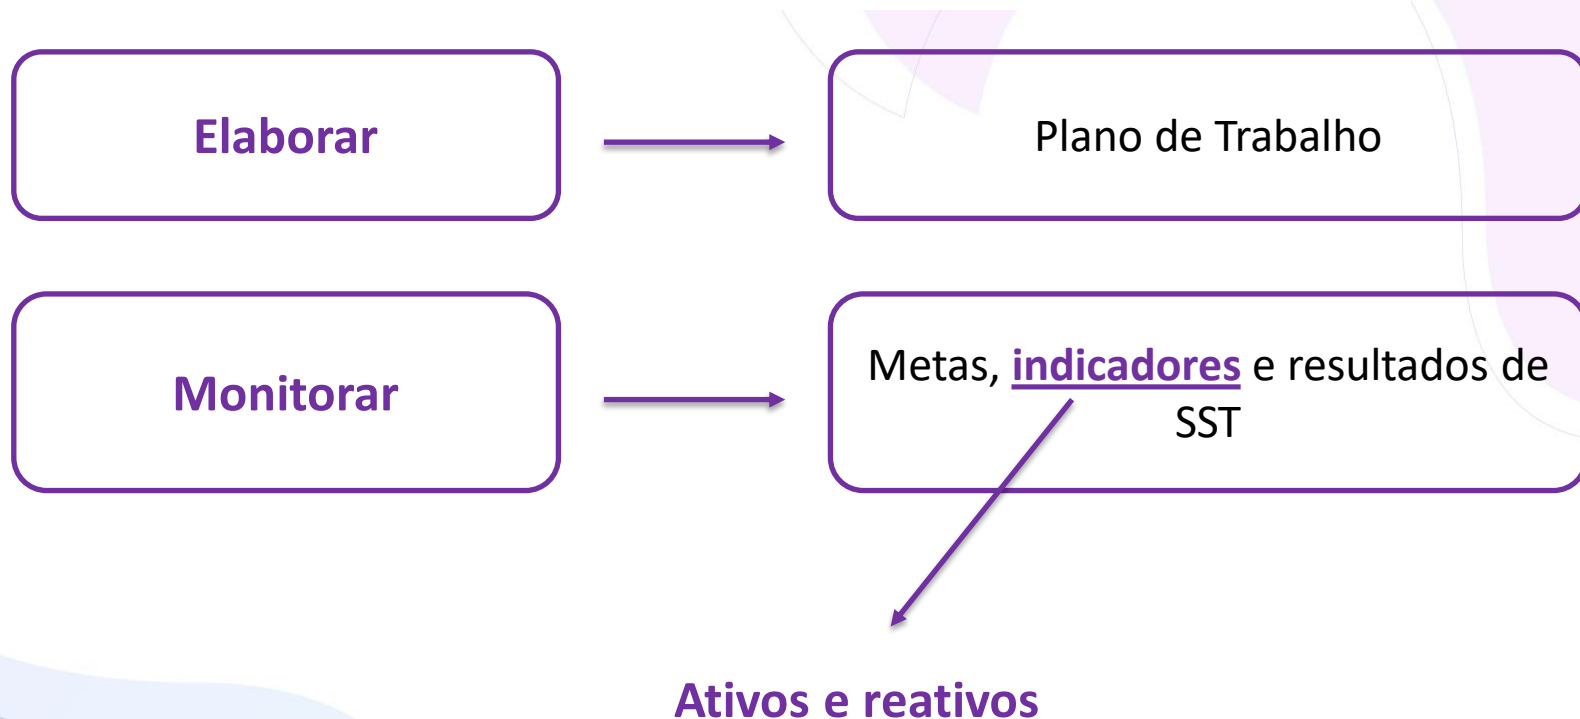 Elaborar
Plano de Trabalho
Monitorar
Metas, indicadores e resultados de
SST
Ativos e reativos